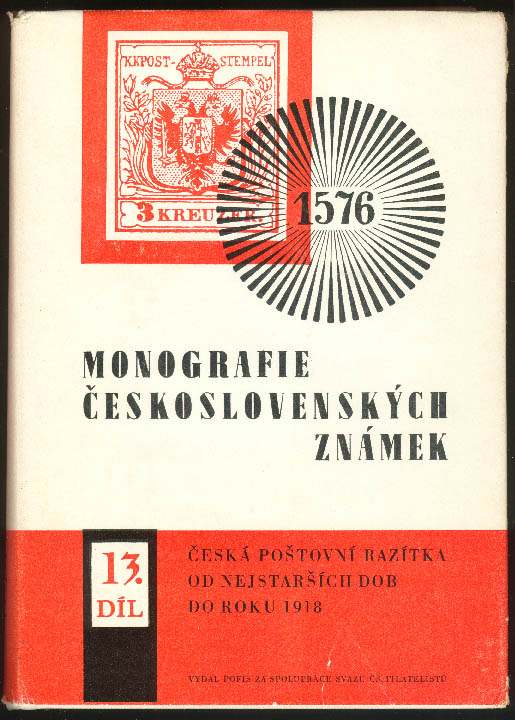 KKPOST-STEMPEL
3 KREUZER.
1576
MONOGRAFIE
ČESKOSLOVENSKÝCH
ZNÁMEK
13.
DÍL
ČESKÁ POŠTOVNÍ RAZÍTKA
OD NEJSTARŠÍCH DOB
DO ROKU 1918
VYDAL POFIS ZA SPOLUPRÁCE SVAZU ČS. FILATELISTŮ